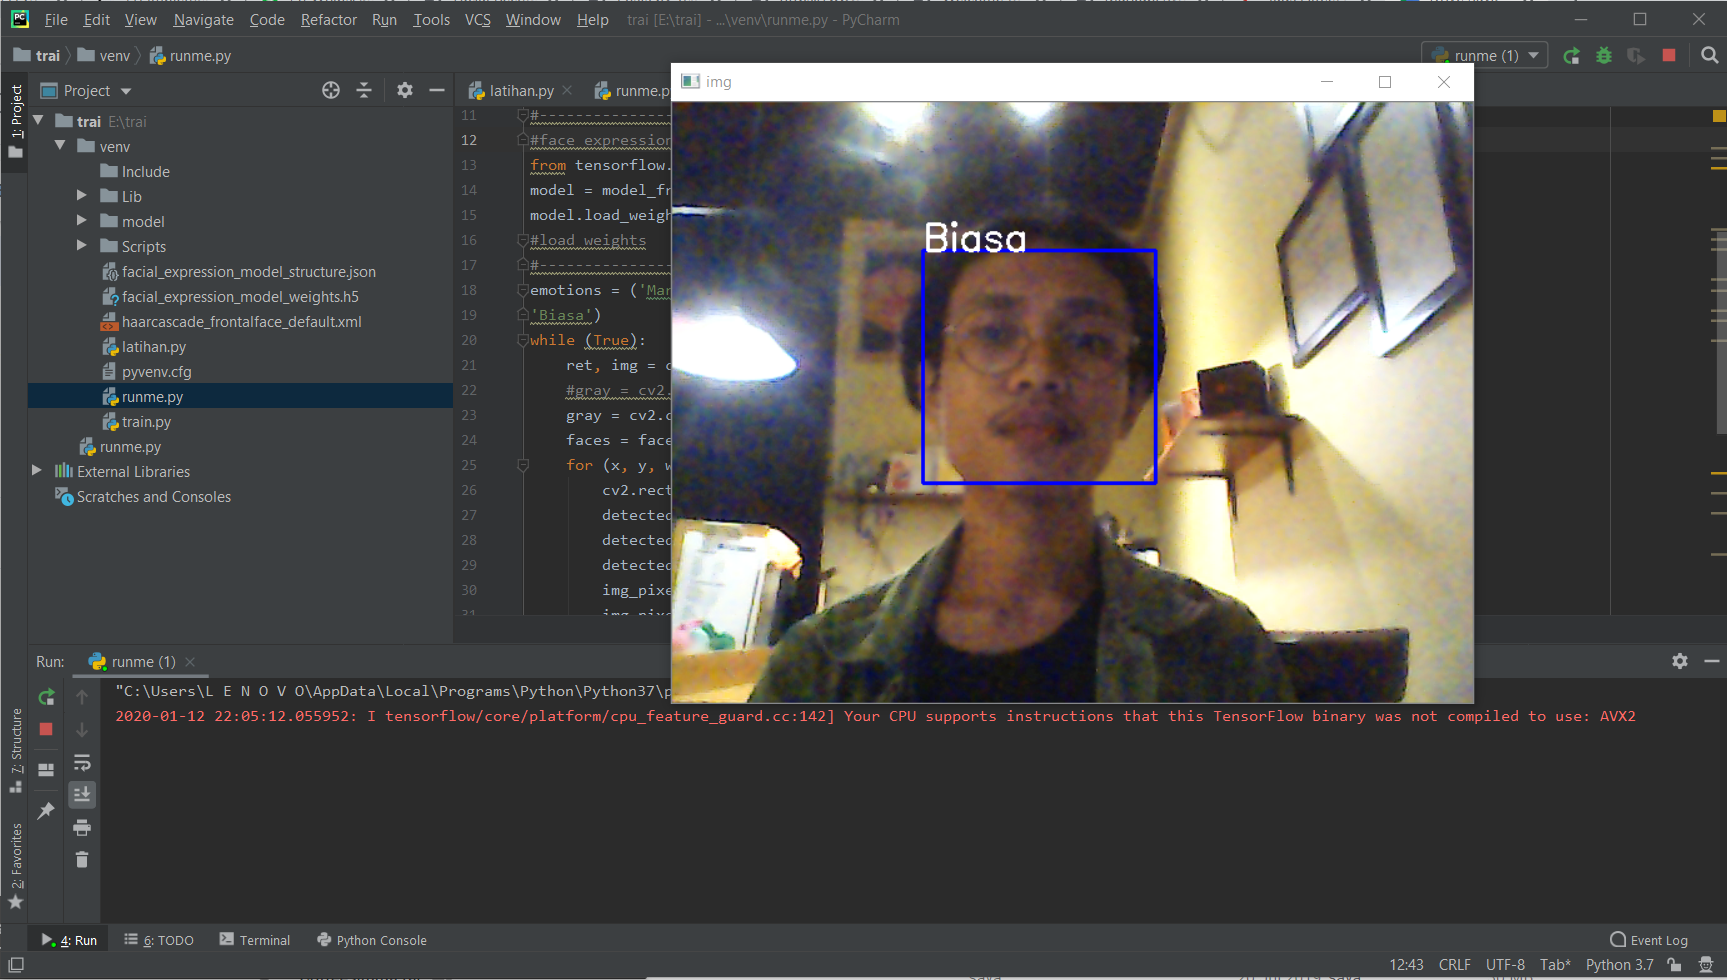 File Edit View Navigate Code Refactor Run Tools VCS Window Help trai [E:\trai] - ...\venv\runme.py - PyCharm
trai venv runme.py
runme (1)
Project
latihan.py
runme.p
img
1: Project
trai E:\trai
venv
Include
Lib
model
Scripts
facial_expression_model_structure.json
facial_expression_model_weights.h5
haarcascade_frontalface_default.xml
latihan.py
pyvenv.cfg
runme.py
train.py
runme.py
External Libraries
Scratches and Consoles
11 #---------------
12 #face expression
13 from tensorflow.
14 model = model_fr
15 model.load_weigh
16 #load weights
17 #---------------
18 emotions = ('Mar
19 'Biasa')
20 while (True):
21 ret, img = c
22 #gray = cv2.
23 gray = cv2.c
24 faces = face
25 for (x, y, w
26 cv2.rect
27 detected
28 detected
29 detected
30 img_pixe
31 img_pixe
Biasa
Run: runme (1)
"C:\Users\L E N O V O\AppData\Local\Programs\Python\Python37\p
2020-01-12 22:05:12.055952: I tensorflow/core/platform/cpu_feature_guard.cc:142] Your CPU supports instructions that this TensorFlow binary was not compiled to use: AVX2
7: Structure
2: Favorites
4: Run 6: TODO Terminal Python Console Event Log
12:43 CRLF UTF-8 Tab* Python 3.7